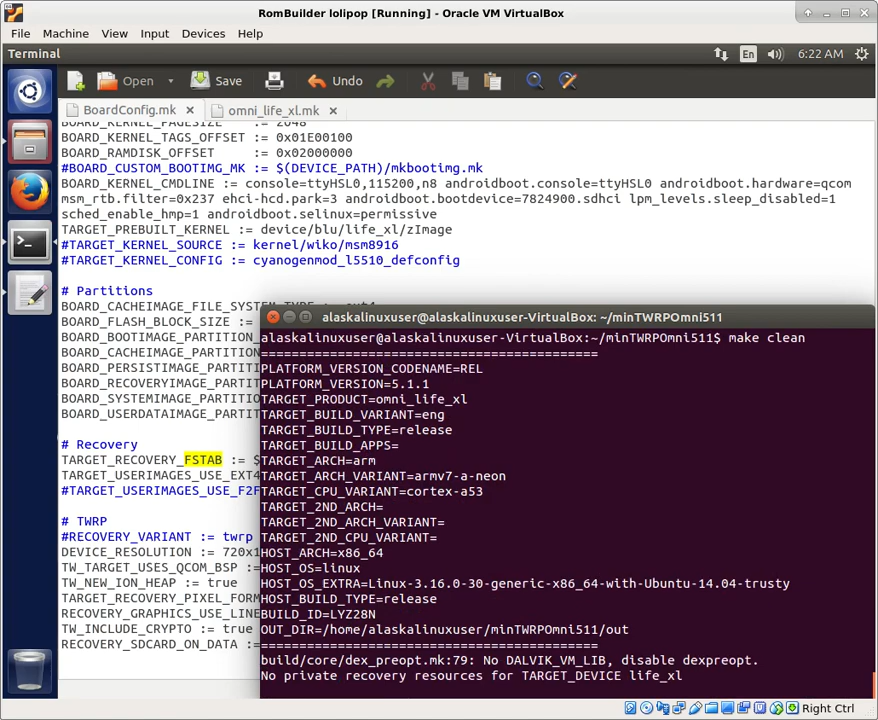 RomBuilder lolipop [Running] - Oracle VM VirtualBox
File Machine View Input Devices Help
Terminal
En
6:22 AM
Open
Save
Undo
BoardConfig.mk
omni_life_xl.mk
BOARD_KERNEL_PAGESIZE := 2048
BOARD_KERNEL_TAGS_OFFSET := 0x01E00100
BOARD_RAMDISK_OFFSET := 0x02000000
#BOARD_CUSTOM_BOOTIMG_MK := $(DEVICE_PATH)/mkbootimg.mk
BOARD_KERNEL_CMDLINE := console=ttyHSL0,115200,n8 androidboot.console=ttyHSL0 androidboot.hardware=qcom
msm_rtb.filter=0x237 ehci-hcd.park=3 androidboot.bootdevice=7824900.sdhci lpm_levels.sleep_disabled=1
sched_enable_hmp=1 androidboot.selinux=permissive
TARGET_PREBUILT_KERNEL := device/blu/life_xl/zImage
#TARGET_KERNEL_SOURCE := kernel/wiko/msm8916
#TARGET_KERNEL_CONFIG := cyanogenmod_l5510_defconfig
# Partitions
BOARD_CACHEIMAGE_FILE_SYSTEM_TYPE := ext4
BOARD_FLASH_BLOCK_SIZE :=
BOARD_BOOTIMAGE_PARTITION_
BOARD_CACHEIMAGE_PARTITION
BOARD_PERSISTIMAGE_PARTITI
BOARD_RECOVERYIMAGE_PARTIT
BOARD_SYSTEMIMAGE_PARTITIO
BOARD_USERDATAIMAGE_PARTIT
# Recovery
TARGET_RECOVERY_FSTAB := $
TARGET_USERIMAGES_USE_EXT4
#TARGET_USERIMAGES_USE_F2F
# TWRP
#RECOVERY_VARIANT := twrp
DEVICE_RESOLUTION := 720x1
TW_TARGET_USES_QCOM_BSP :=
TW_NEW_ION_HEAP := true
TARGET_RECOVERY_PIXEL_FORM
RECOVERY_GRAPHICS_USE_LINE
TW_INCLUDE_CRYPTO := true
RECOVERY_SDCARD_ON_DATA :=
alaskalinuxuser@alaskalinuxuser-VirtualBox: ~/minTWRPOmni511
alaskalinuxuser@alaskalinuxuser-VirtualBox:~/minTWRPOmni511$ make clean
============================================
PLATFORM_VERSION_CODENAME=REL
PLATFORM_VERSION=5.1.1
TARGET_PRODUCT=omni_life_xl
TARGET_BUILD_VARIANT=eng
TARGET_BUILD_TYPE=release
TARGET_BUILD_APPS=
TARGET_ARCH=arm
TARGET_ARCH_VARIANT=armv7-a-neon
TARGET_CPU_VARIANT=cortex-a53
TARGET_2ND_ARCH=
TARGET_2ND_ARCH_VARIANT=
TARGET_2ND_CPU_VARIANT=
HOST_ARCH=x86_64
HOST_OS=linux
HOST_OS_EXTRA=Linux-3.16.0-30-generic-x86_64-with-Ubuntu-14.04-trusty
HOST_BUILD_TYPE=release
BUILD_ID=LYZ28N
OUT_DIR=/home/alaskalinuxuser/minTWRPOmni511/out
============================================
build/core/dex_preopt.mk:79: No DALVIK_VM_LIB, disable dexpreopt.
No private recovery resources for TARGET_DEVICE life_xl
Right Ctrl